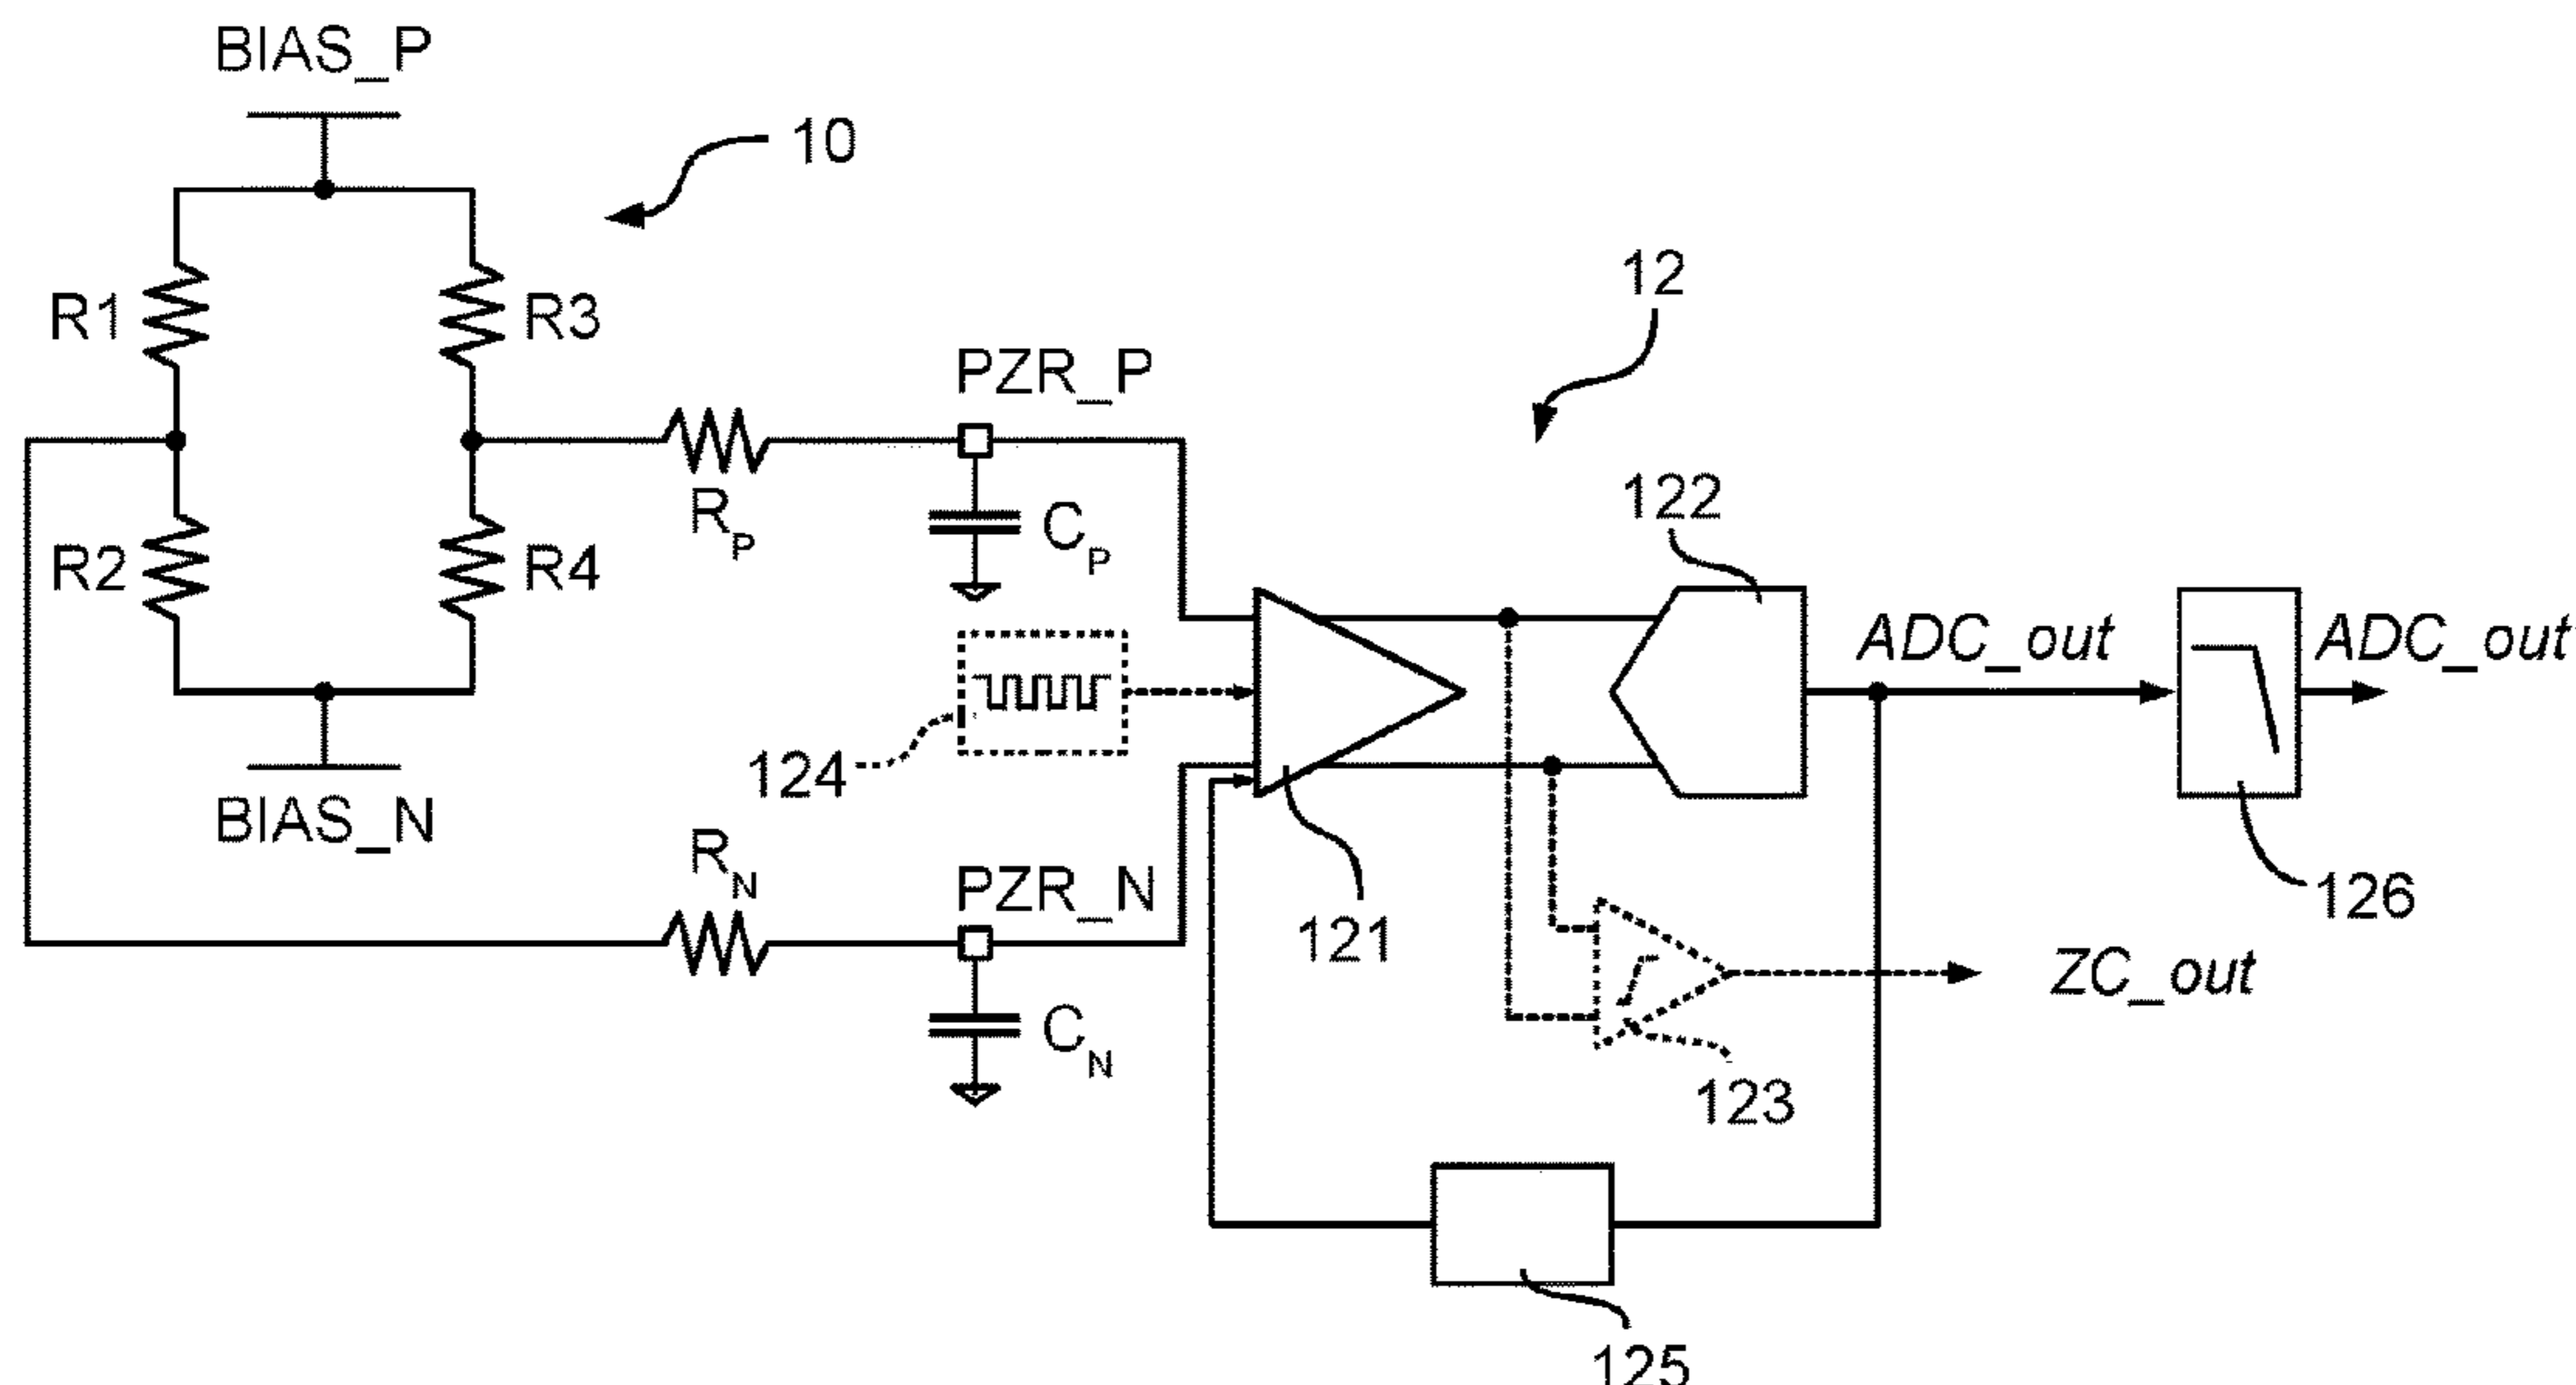 BIAS_P
10
R1
R3
12
PZR_P
R2
R4
RP
CP
122
ADC_out
ADC_out
124
BIAS_N
RN
PZR_N
121
126
ZC_out
CN
123
125